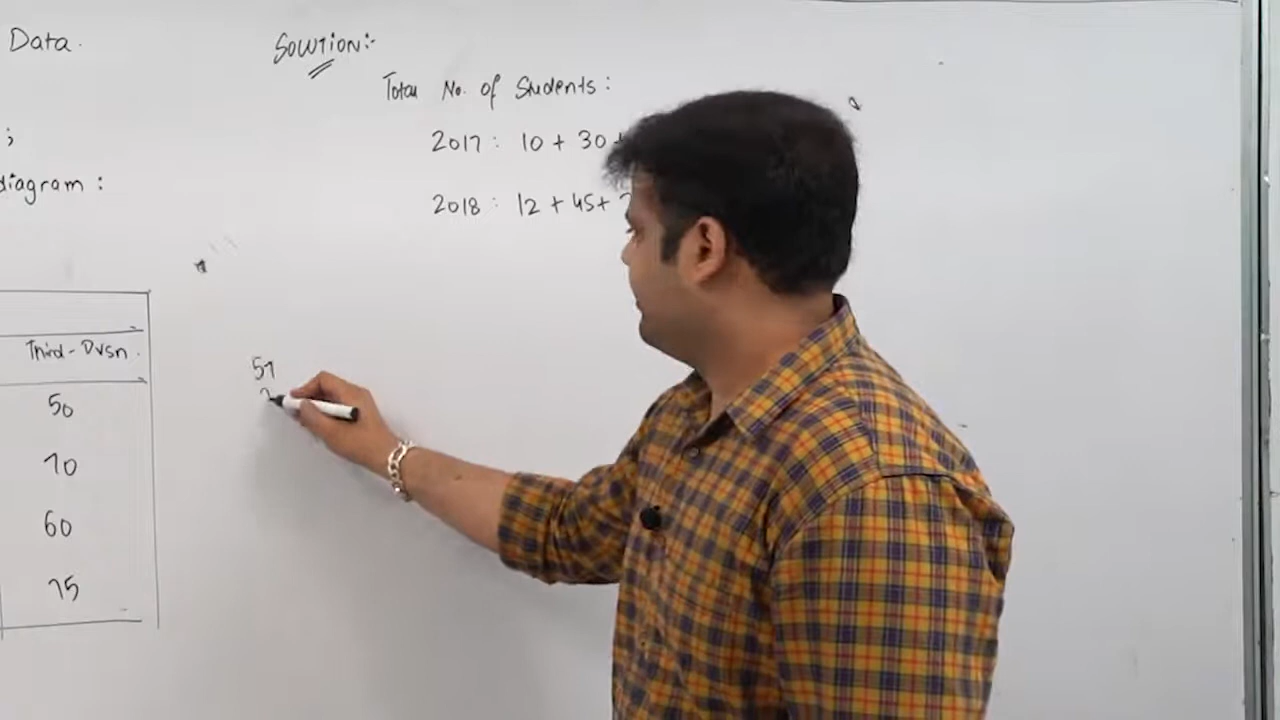 Data.
Solution:-
Total No. of Students:
;
2017: 10 + 30 +
diagram:
2018: 12 + 45 +
Third-Dvsn.
57
50
70
60
75